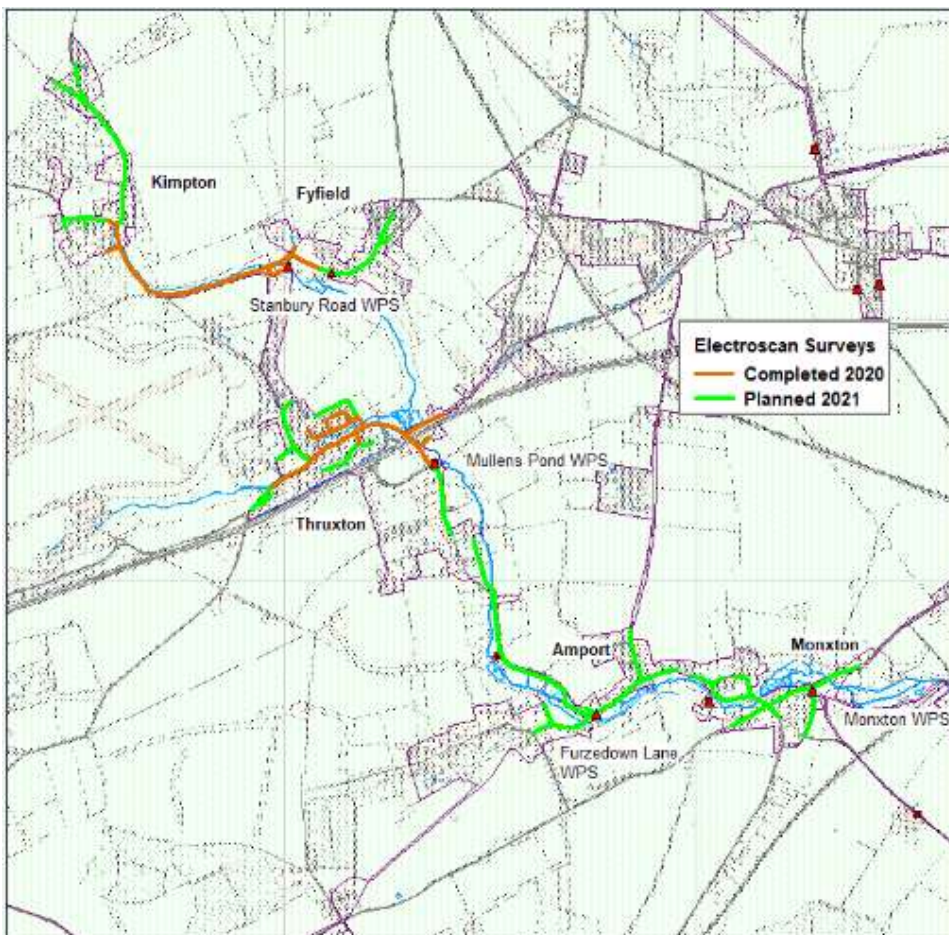 Kimpton
Fyfield
Stanbury Road WPS
Electroscan Surveys
Completed 2020
Planned 2021
Mullens Pond WPS
Thruxton
Amport
Monxton
Monxton WPS
Furzedown Lane
WPS